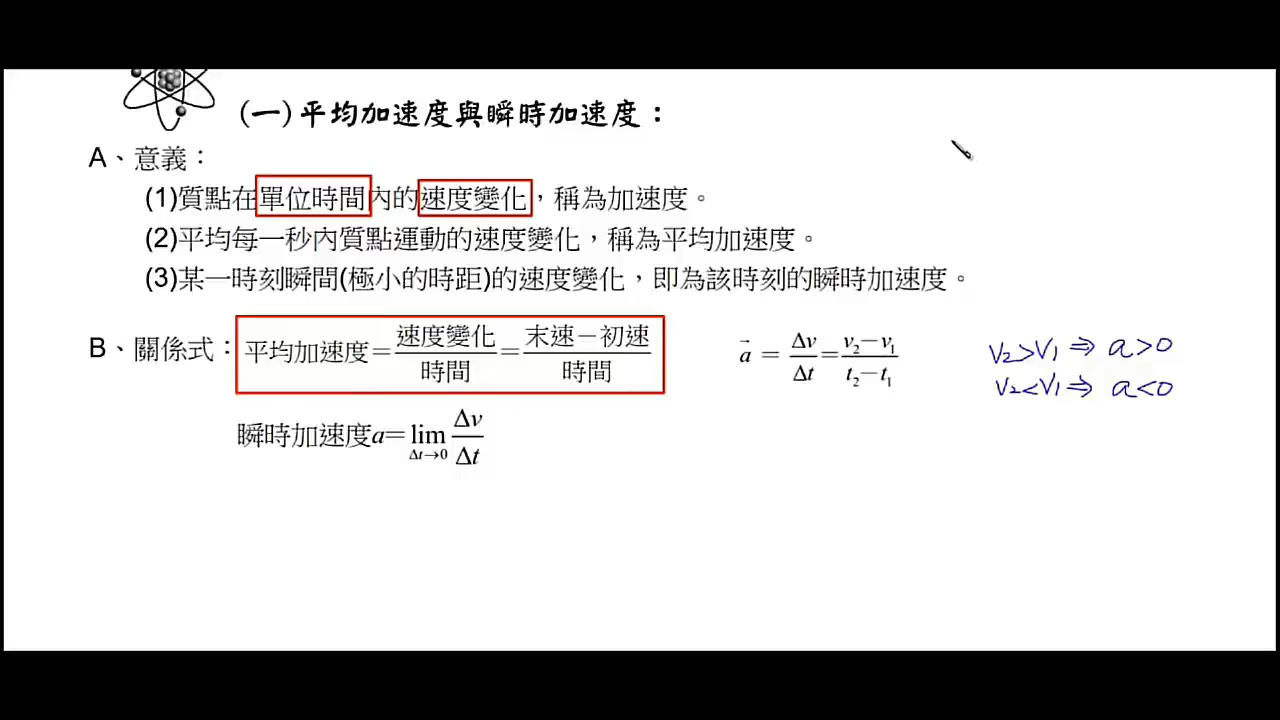 (一)平均加速度與瞬時加速度：
A、意義：
(1)質點在單位時間內的速度變化，稱為加速度。
(2)平均每一秒內質點運動的速度變化，稱為平均加速度。
(3)某一時刻瞬間(極小的時距)的速度變化，即為該時刻的瞬時加速度。
B、關係式：平均加速度=速度變化/時間=末速－初速/時間 a⃗ = Δv/Δt=v₂−v₁/t₂−t₁
V₂>V₁ ⇒ a>0
V₂<V₁ ⇒ a<0
瞬時加速度a=lim Δt→0 Δv/Δt